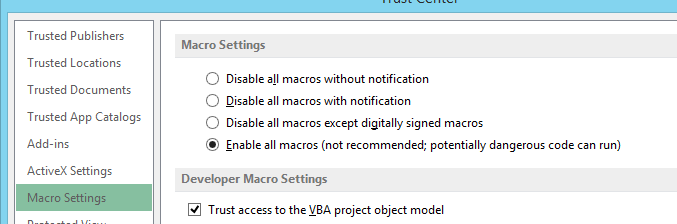 Trust Center
Trusted Publishers
Trusted Locations
Trusted Documents
Trusted App Catalogs
Add-ins
ActiveX Settings
Macro Settings
Protected View
Macro Settings
Disable all macros without notification
Disable all macros with notification
Disable all macros except digitally signed macros
Enable all macros (not recommended; potentially dangerous code can run)
Developer Macro Settings
Trust access to the VBA project object model